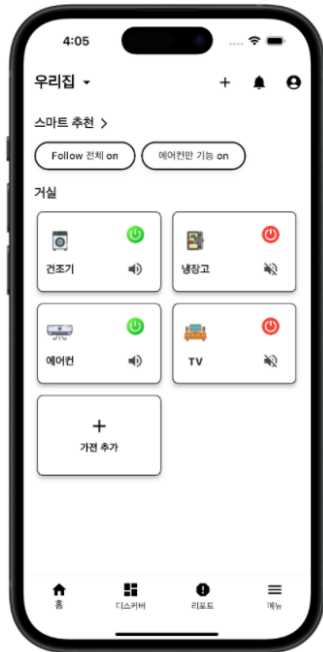 4:05
우리집
스마트 추천 >
Follow 전체 on
에어컨만 기능 on
거실
건조기
냉장고
에어컨
TV
+
가전 추가
홈
디스커버
리포트
메뉴